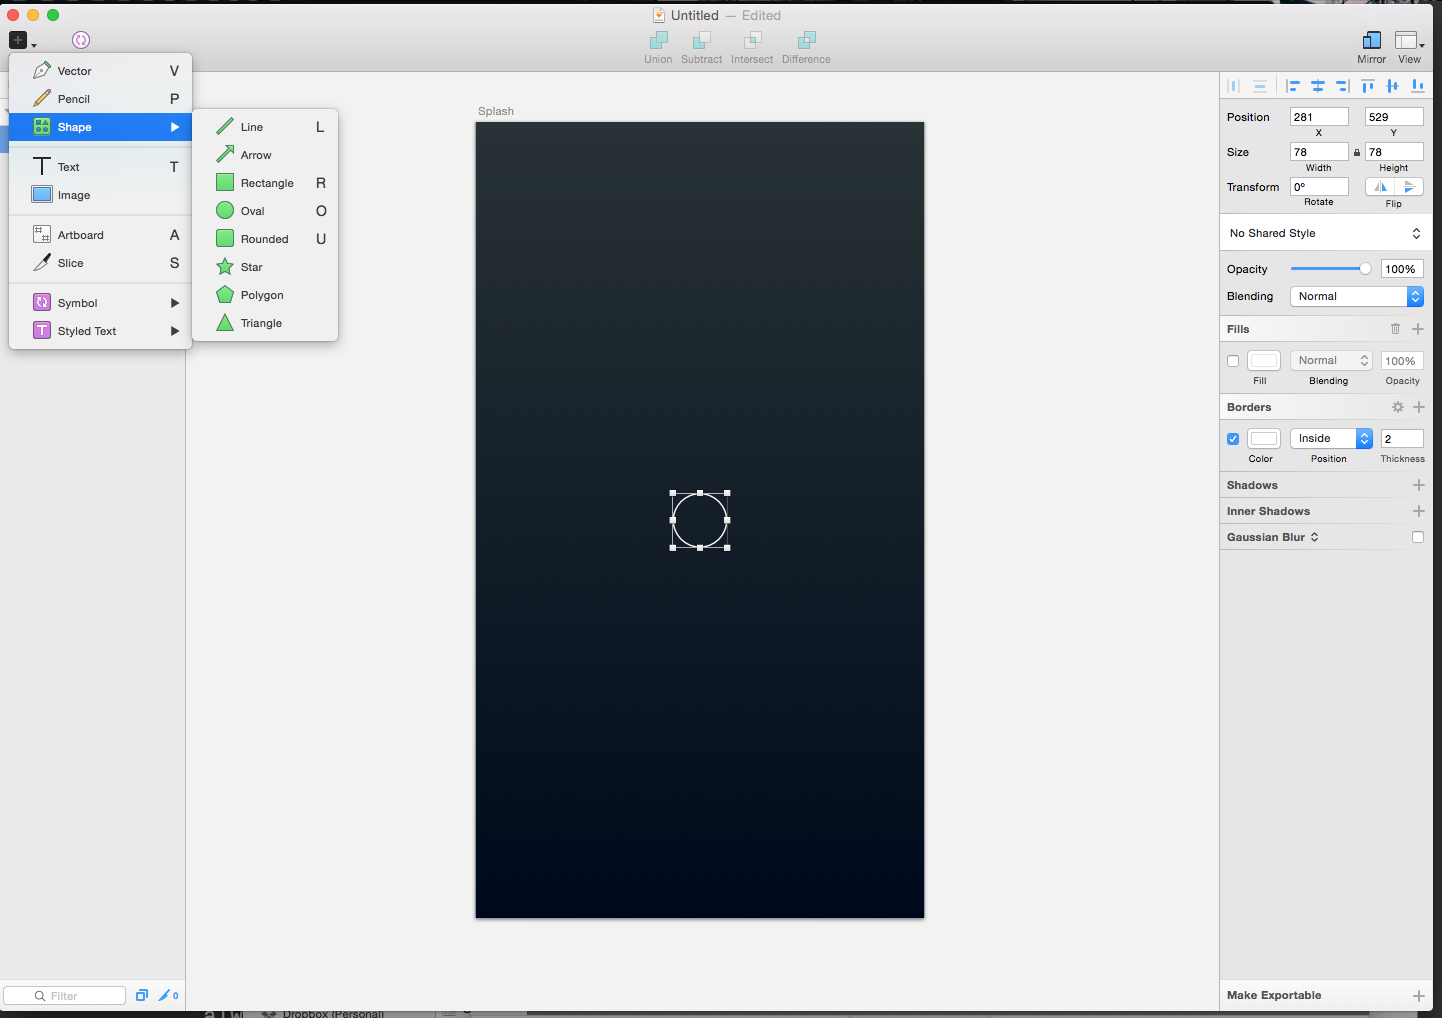 Untitled — Edited
Union
Subtract
Intersect
Difference
Mirror
View
Vector V
Pencil P
Shape
Text T
Image
Artboard A
Slice S
Symbol
Styled Text
Line L
Arrow
Rectangle R
Oval O
Rounded U
Star
Polygon
Triangle
Splash
Position 281 529
X Y
Size 78 78
Width Height
Transform 0º
Rotate Flip
No Shared Style
Opacity 100%
Blending Normal
Fills
Normal 100%
Fill Blending Opacity
Borders
Inside 2
Color Position Thickness
Shadows
Inner Shadows
Gaussian Blur
Filter
0
Make Exportable
Dropbox (Personal)